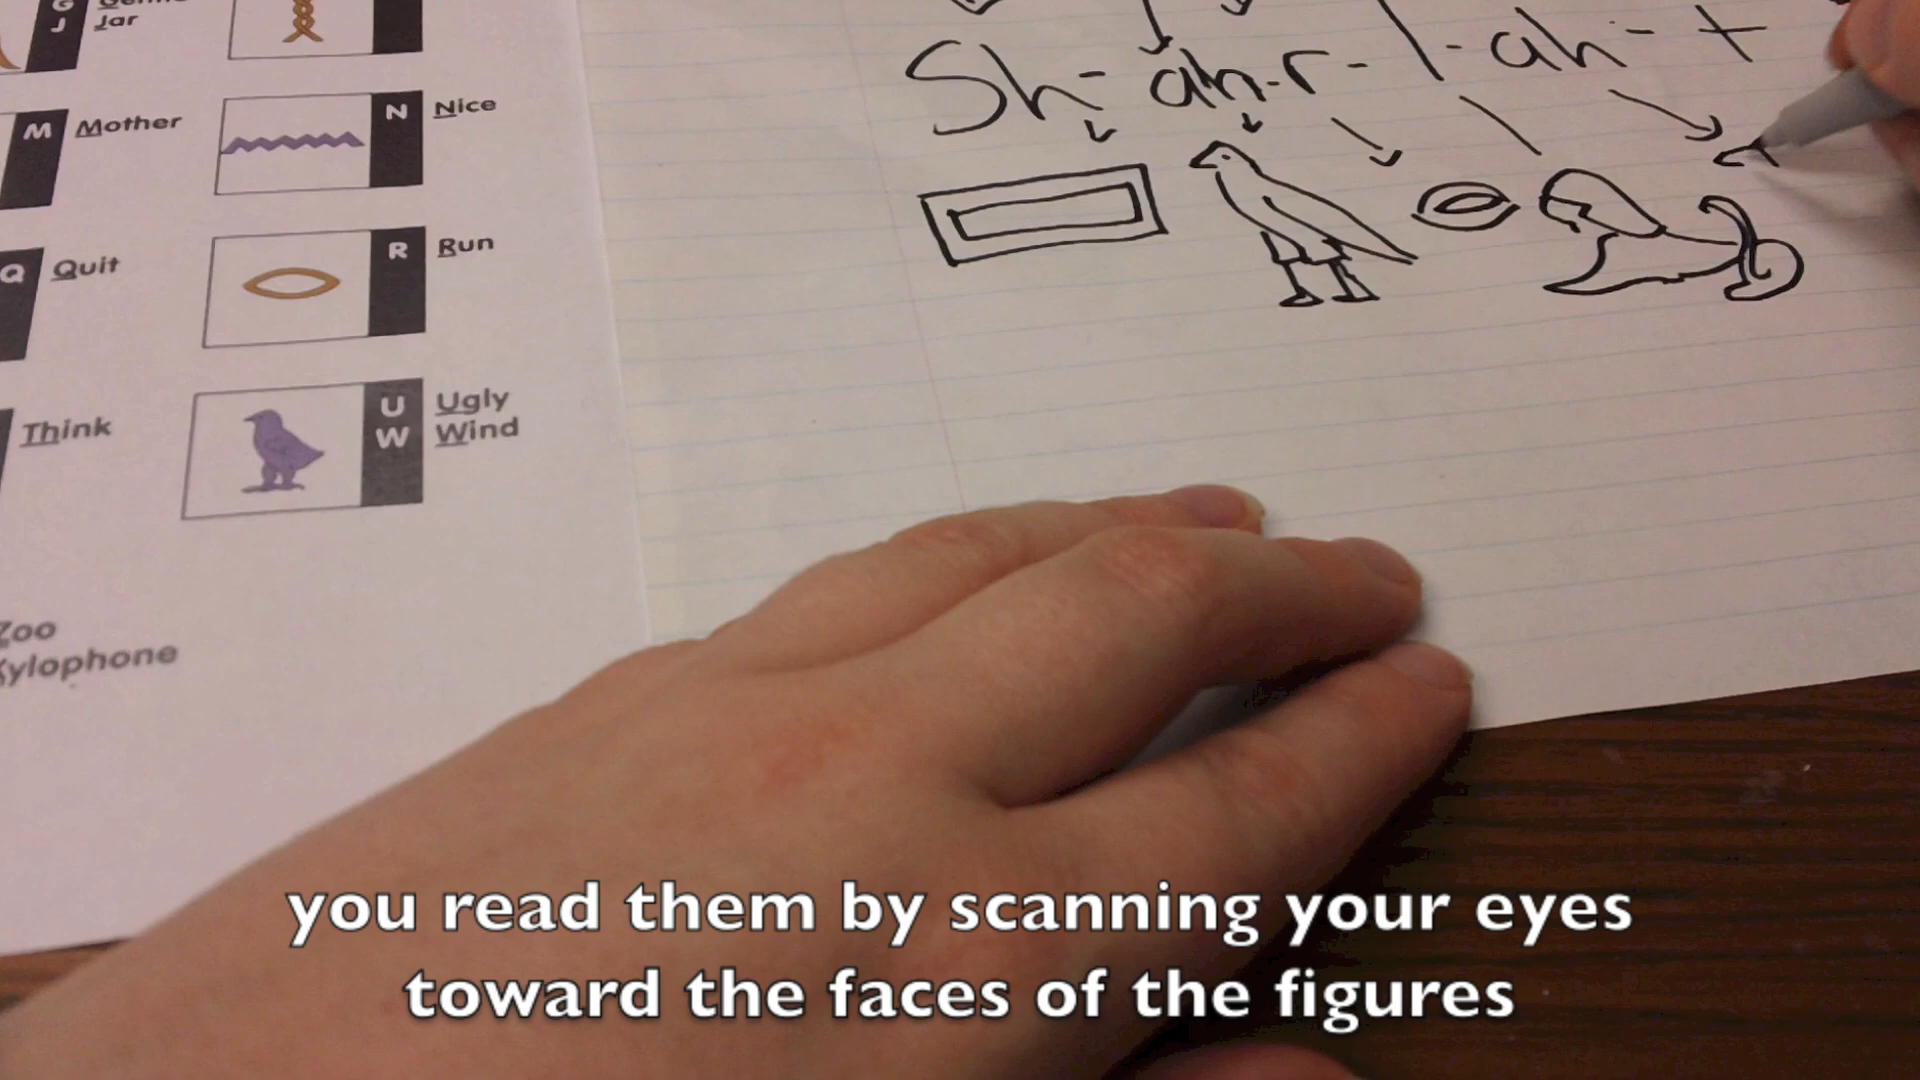 J Jar
M Mother
N Nice
Q Quit
R Run
Think
U Ugly
W Wind
Zoo
Xylophone
Sh-ah-r-l-ah-t
you read them by scanning your eyes
toward the faces of the figures